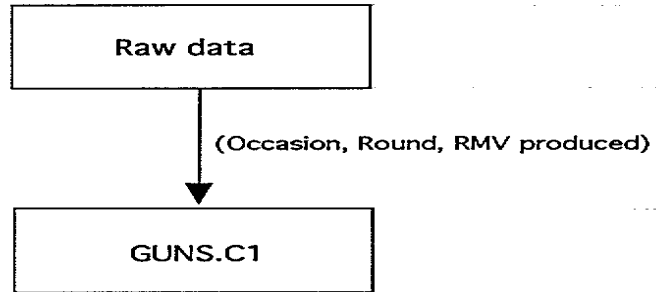 Raw data
(Occasion, Round, RMV produced)
GUNS.C1